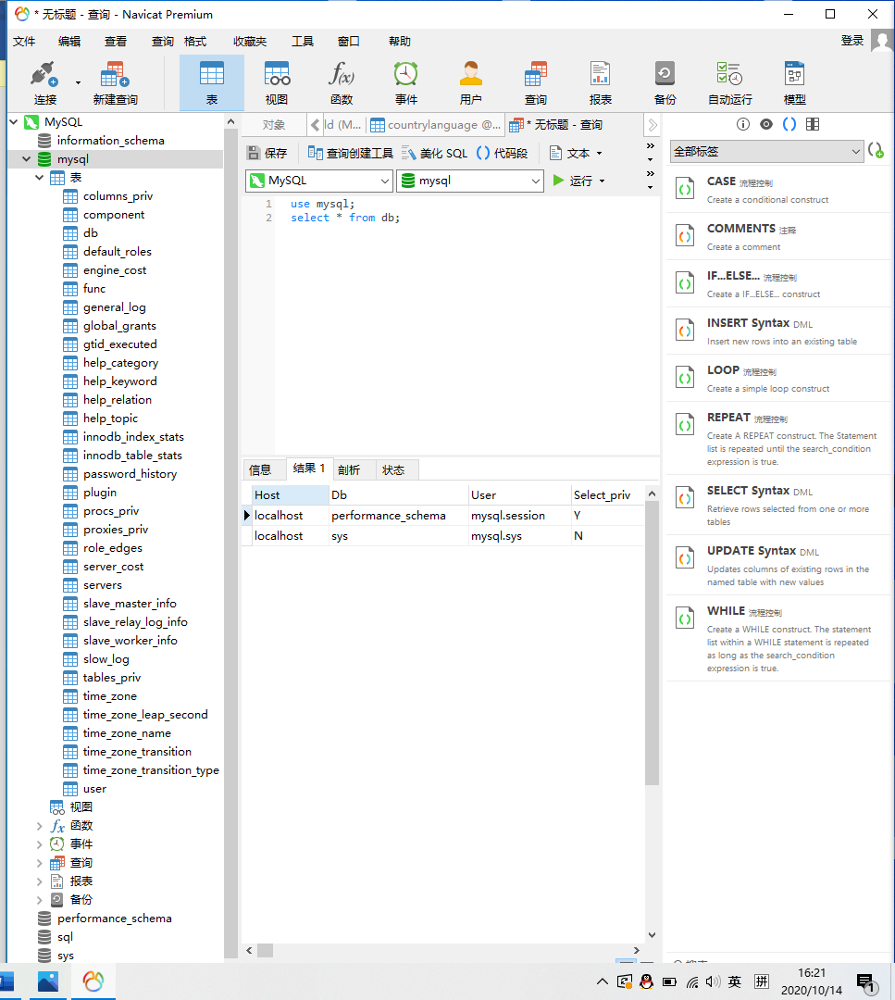 * 无标题 - 查询 - Navicat Premium
文件 编辑 查看 查询 格式 收藏夹 工具 窗口 帮助 登录
连接 新建查询 表 视图 函数 事件 用户 查询 报表 备份 自动运行 模型
MySQL
information_schema
mysql
表
columns_priv
component
db
default_roles
engine_cost
func
general_log
global_grants
gtid_executed
help_category
help_keyword
help_relation
help_topic
innodb_index_stats
innodb_table_stats
password_history
plugin
procs_priv
proxies_priv
role_edges
server_cost
servers
slave_master_info
slave_relay_log_info
slave_worker_info
slow_log
tables_priv
time_zone
time_zone_leap_second
time_zone_name
time_zone_transition
time_zone_transition_type
user
视图
函数
事件
查询
报表
备份
performance_schema
sql
sys
对象 ld (M... countrylanguage @... * 无标题 - 查询
保存 查询创建工具 美化 SQL 代码段 文本
MySQL mysql 运行
1 use mysql;
2 select * from db;
信息 结果 1 剖析 状态
Host Db User Select_priv
localhost performance_schema mysql.session Y
localhost sys mysql.sys N
全部标签
CASE 流程控制
Create a conditional construct
COMMENTS 注释
Create a comment
IF...ELSE... 流程控制
Create a IF...ELSE... construct
INSERT Syntax DML
Insert new rows into an existing table
LOOP 流程控制
Create a simple loop construct
REPEAT 流程控制
Create A REPEAT construct. The Statement
list is repeated until the search_condition
expression is true.
SELECT Syntax DML
Retrieve rows selected from one or more
tables
UPDATE Syntax DML
Updates columns of existing rows in the
named table with new values
WHILE 流程控制
Create a WHILE construct. The statement
list within a WHILE statement is repeated
as long as the search_condition
expression is true.
英 拼 16:21
2020/10/14
1